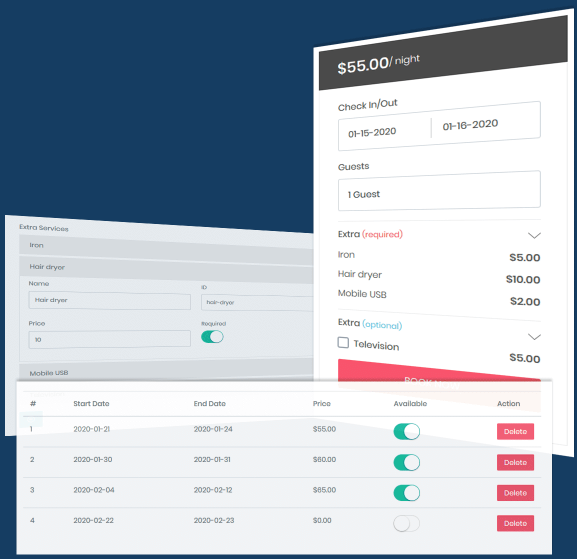 $55.00/ night
Check In/Out
01-15-2020 01-16-2020
Guests
1 Guest
Extra (required)
Iron $5.00
Hair dryer $10.00
Mobile USB $2.00
Extra (optional)
Television $5.00
Extra Services
Iron
Hair dryer
Name ID
Hair dryer hair-dryer
Price Required
10
Mobile USB
# Start Date End Date Price Available Action
1 2020-01-21 2020-01-24 $55.00 Delete
2 2020-01-30 2020-01-31 $60.00 Delete
3 2020-02-04 2020-02-12 $65.00 Delete
4 2020-02-22 2020-02-23 $0.00 Delete